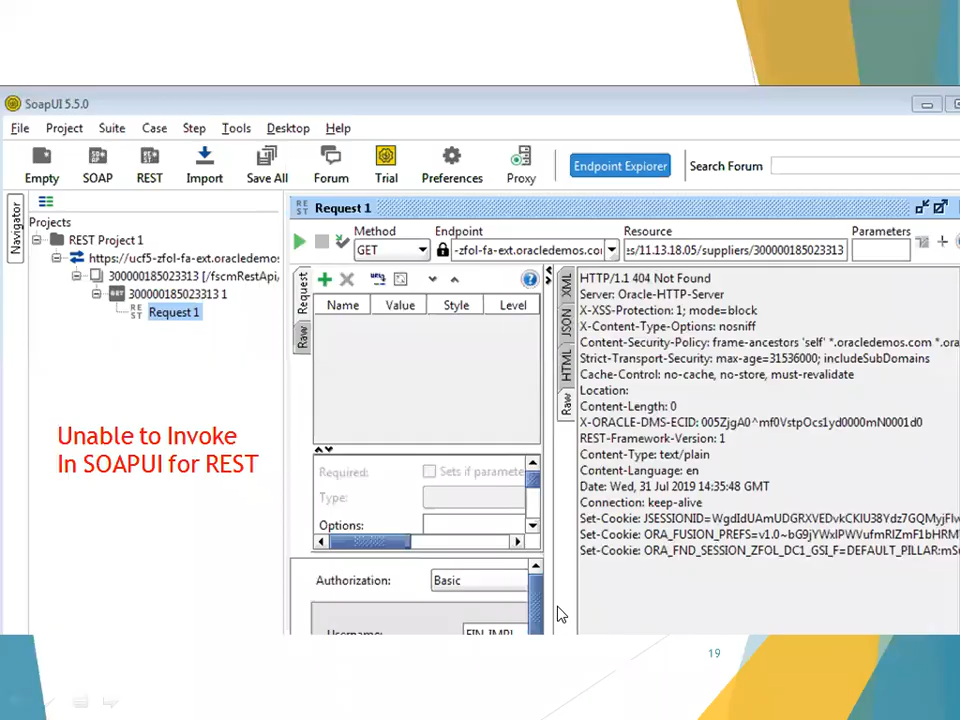 SoapUI 5.5.0
File Project Suite Case Step Tools Desktop Help
Empty SOAP REST Import Save All Forum Trial Preferences Proxy Endpoint Explorer Search Forum
Navigator
Projects
REST Project 1
https://ucf5-zfol-fa-ext.oracledemos.
300000185023313 [/fscmRestApi/
300000185023313 1
Request 1
Unable to Invoke
In SOAPUI for REST
Request 1
Method Endpoint Resource Parameters
GET -zfol-fa-ext.oracledemos.con :s/11.13.18.05/suppliers/300000185023313
Request
Raw
Name Value Style Level
Required: Sets if paramete
Type:
Options:
Authorization: Basic
Username: FIN_IMPL
XML
JSON
HTML
Raw
HTTP/1.1 404 Not Found
Server: Oracle-HTTP-Server
X-XSS-Protection: 1; mode=block
X-Content-Type-Options: nosniff
Content-Security-Policy: frame-ancestors 'self' *.oracledemos.com *.ora
Strict-Transport-Security: max-age=31536000; includeSubDomains
Cache-Control: no-cache, no-store, must-revalidate
Location:
Content-Length: 0
X-ORACLE-DMS-ECID: 005ZjgA0^mf0VstpOcs1yd0000mN0001d0
REST-Framework-Version: 1
Content-Type: text/plain
Content-Language: en
Date: Wed, 31 Jul 2019 14:35:48 GMT
Connection: keep-alive
Set-Cookie: JSESSIONID=
Set-Cookie: ORA_FUSION_PREFS=
Set-Cookie: ORA_FND_SESSION_ZFOL_DC1_GSI_F=DEFAULT_PILLAR:
19